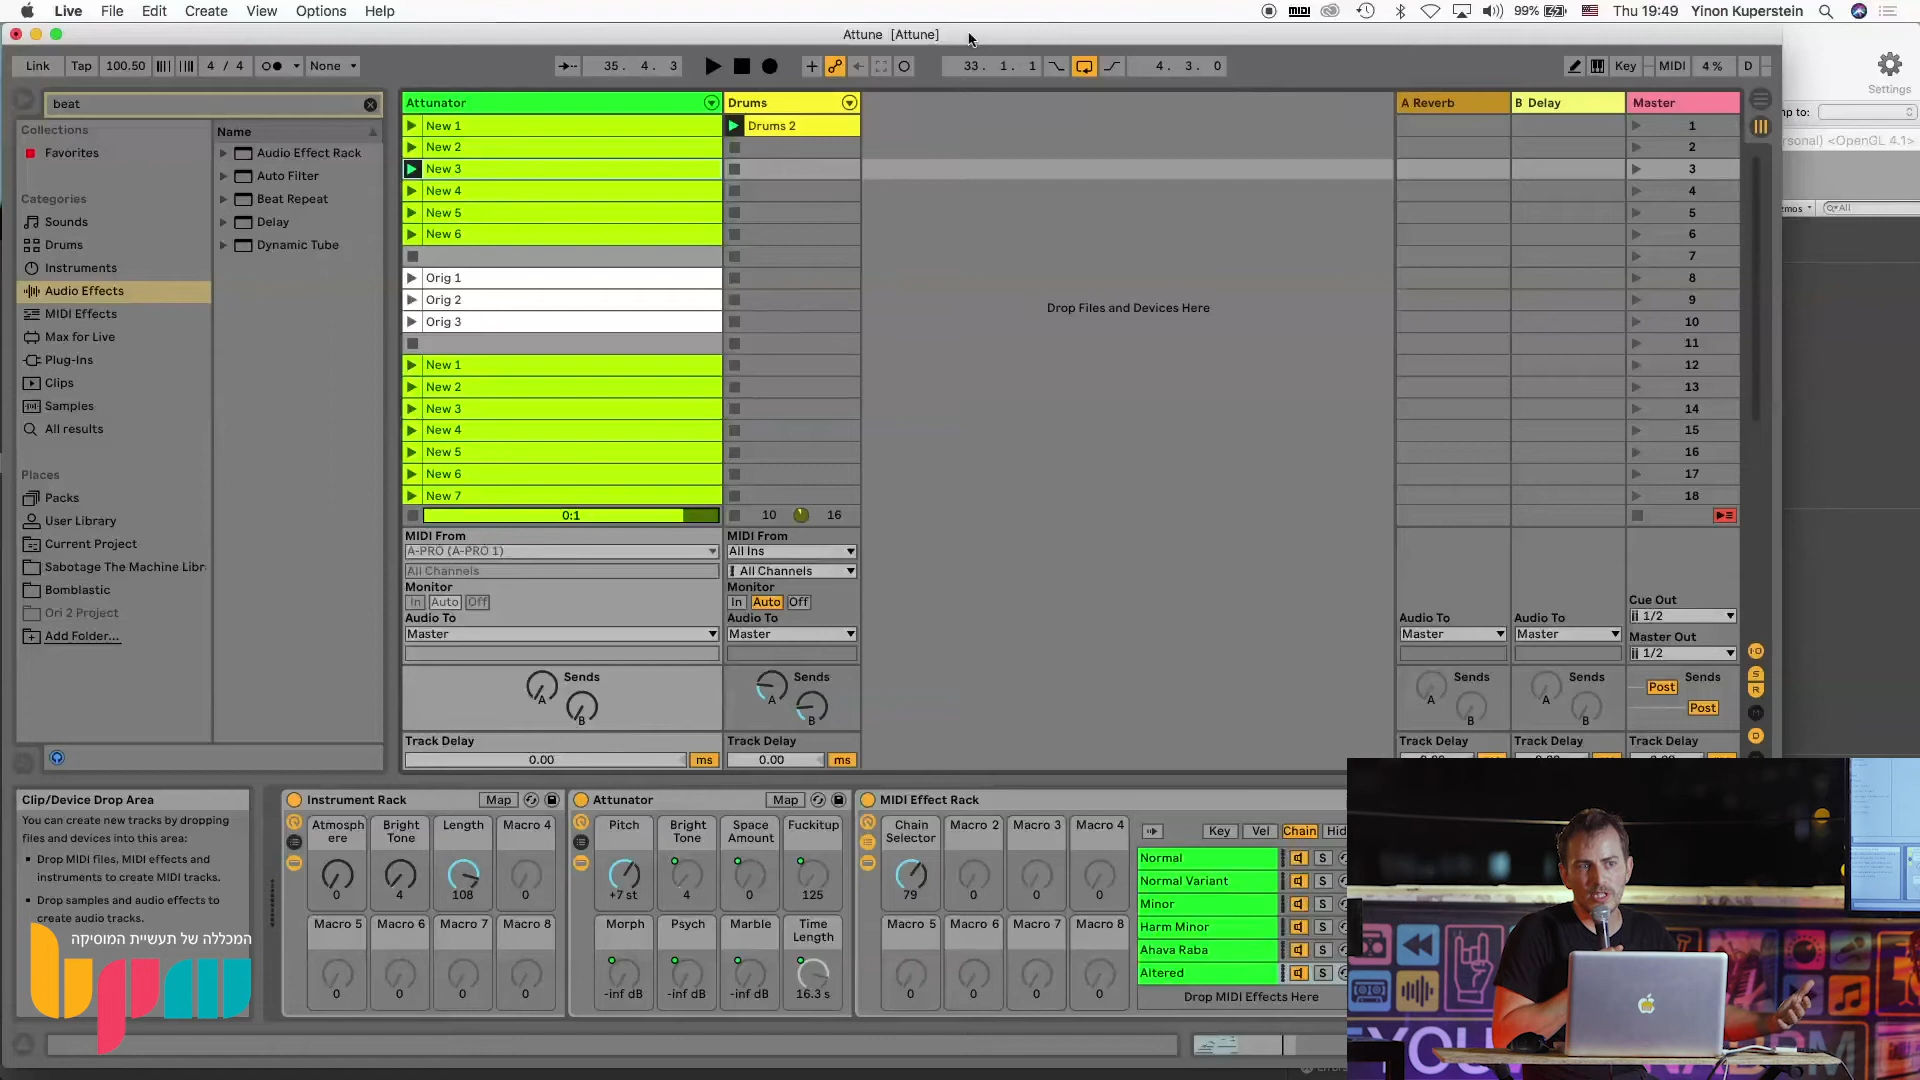 Live File Edit Create View Options Help
MIDI 99% Thu 19:49 Yinon Kuperstein
Attune [Attune]
Link Tap 100.50 4 / 4 None 35. 4. 3 33. 1. 1 4. 3. 0 Key MIDI 4 % D
Settings
beat
Collections
Favorites
Categories
Sounds
Drums
Instruments
Audio Effects
MIDI Effects
Max for Live
Plug-Ins
Clips
Samples
All results
Places
Packs
User Library
Current Project
Sabotage The Machine Libr
Bomblastic
Ori 2 Project
Add Folder...
Name
Audio Effect Rack
Auto Filter
Beat Repeat
Delay
Dynamic Tube
Attunator
New 1
New 2
New 3
New 4
New 5
New 6
Orig 1
Orig 2
Orig 3
New 1
New 2
New 3
New 4
New 5
New 6
New 7
0:1
MIDI From
A-PRO (A-PRO 1)
All Channels
Monitor
In Auto Off
Audio To
Master
Sends
A
B
Track Delay
0.00 ms
Drums
Drums 2
10 16
MIDI From
All Ins
All Channels
Monitor
In Auto Off
Audio To
Master
Sends
A
B
Track Delay
0.00 ms
Drop Files and Devices Here
A Reverb
Audio To
Master
Sends
A
B
Track Delay
B Delay
Audio To
Master
Sends
A
B
Track Delay
Master
1
2
3
4
5
6
7
8
9
10
11
12
13
14
15
16
17
18
Cue Out
1/2
Master Out
1/2
Sends
Post
Post
Track Delay
np to:
sonal) <OpenGL 4.1>
zmos All
I·O
S
R
M
D
Clip/Device Drop Area
You can create new tracks by dropping
files and devices into this area:
Drop MIDI files, MIDI effects and
instruments to create MIDI tracks.
Drop samples and audio effects to
create audio tracks.
המכללה של תעשיית המוסיקה
bpm
Instrument Rack Map
Atmosph
ere Bright
Tone Length Macro 4
0 4 108 0
Macro 5 Macro 6 Macro 7 Macro 8
0 0 0 0
Attunator Map
Pitch Bright
Tone Space
Amount Fuckitup
+7 st 4 0 125
Morph Psych Marble Time
Length
-inf dB -inf dB -inf dB 16.3 s
MIDI Effect Rack
Chain
Selector Macro 2 Macro 3 Macro 4
79 0 0 0
Macro 5 Macro 6 Macro 7 Macro 8
0 0 0 0
Key Vel Chain Hid
Normal S
Normal Variant S
Minor S
Harm Minor S
Ahava Raba S
Altered S
Drop MIDI Effects Here